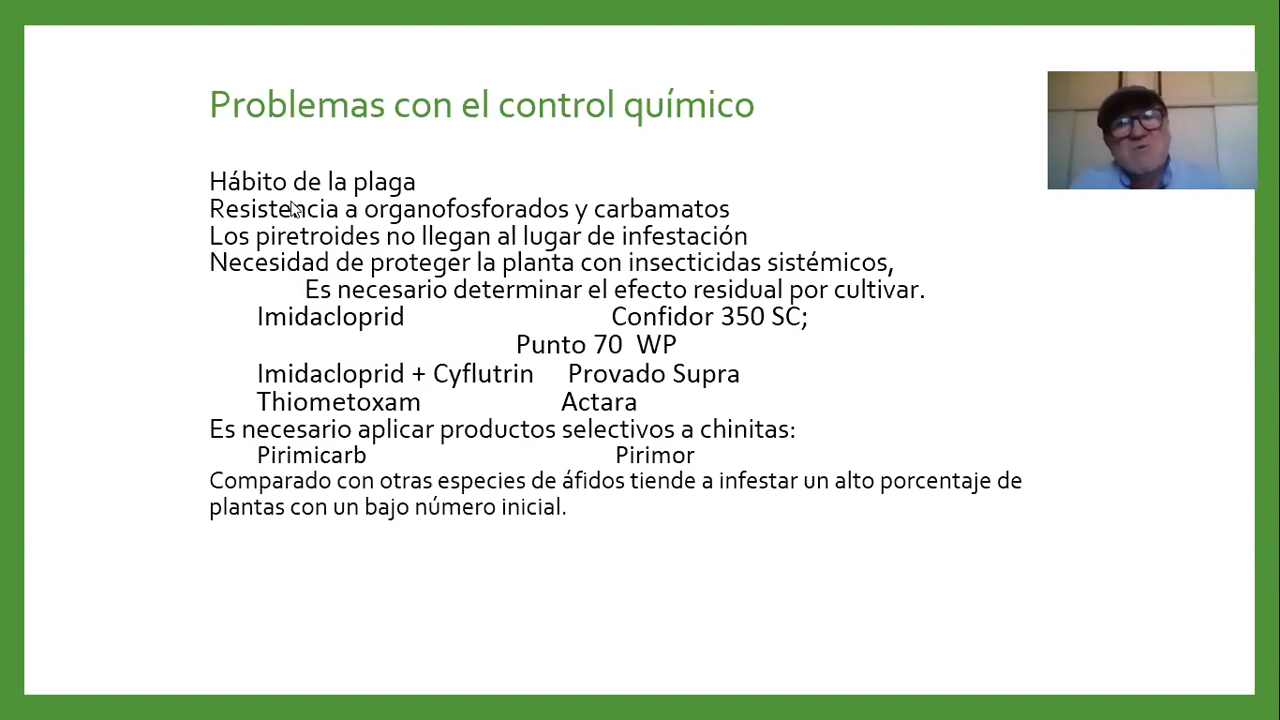 Problemas con el control químico
Hábito de la plaga
Resistencia a organofosforados y carbamatos
Los piretroides no llegan al lugar de infestación
Necesidad de proteger la planta con insecticidas sistémicos,
Es necesario determinar el efecto residual por cultivar.
Imidacloprid Confidor 350 SC;
Punto 70 WP
Imidacloprid + Cyflutrin Provado Supra
Thiometoxam Actara
Es necesario aplicar productos selectivos a chinitas:
Pirimicarb Pirimor
Comparado con otras especies de áfidos tiende a infestar un alto porcentaje de
plantas con un bajo número inicial.